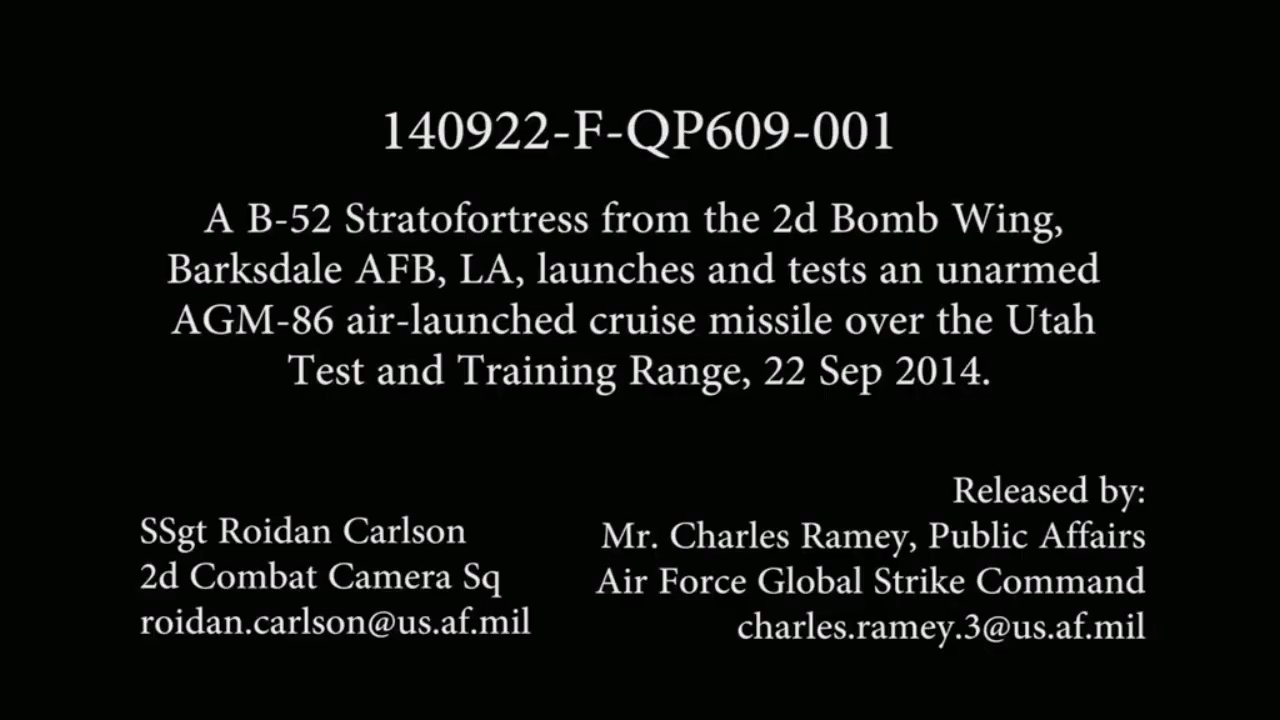 140922-F-QP609-001
A B-52 Stratofortress from the 2d Bomb Wing,
Barksdale AFB, LA, launches and tests an unarmed
AGM-86 air-launched cruise missile over the Utah
Test and Training Range, 22 Sep 2014.
SSgt Roidan Carlson
2d Combat Camera Sq
roidan.carlson@us.af.mil
Released by:
Mr. Charles Ramey, Public Affairs
Air Force Global Strike Command
charles.ramey.3@us.af.mil